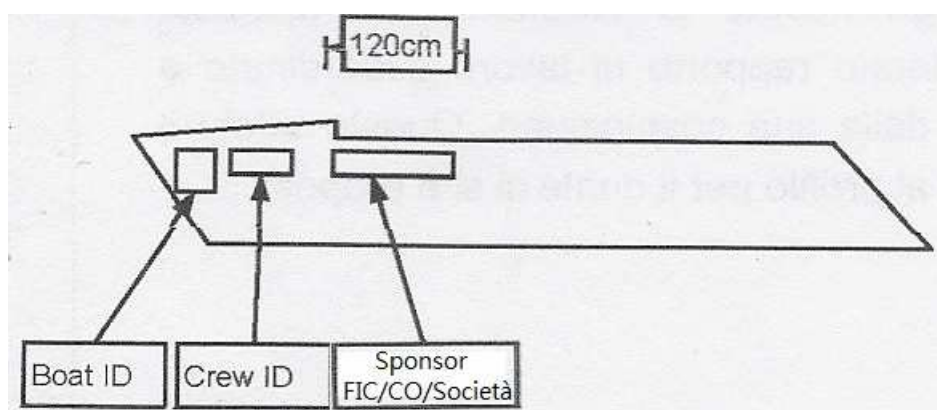 120cm
Boat ID
Crew ID
Sponsor
FIC/CO/Società